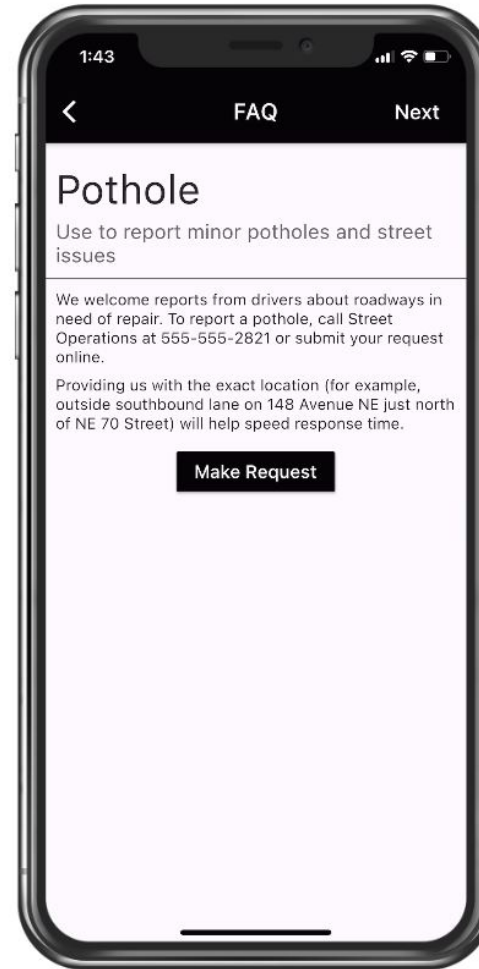 1:43
FAQ
Next
Pothole
Use to report minor potholes and street
issues
We welcome reports from drivers about roadways in
need of repair. To report a pothole, call Street
Operations at 555-555-2821 or submit your request
online.
Providing us with the exact location (for example,
outside southbound lane on 148 Avenue NE just north
of NE 70 Street) will help speed response time.
Make Request